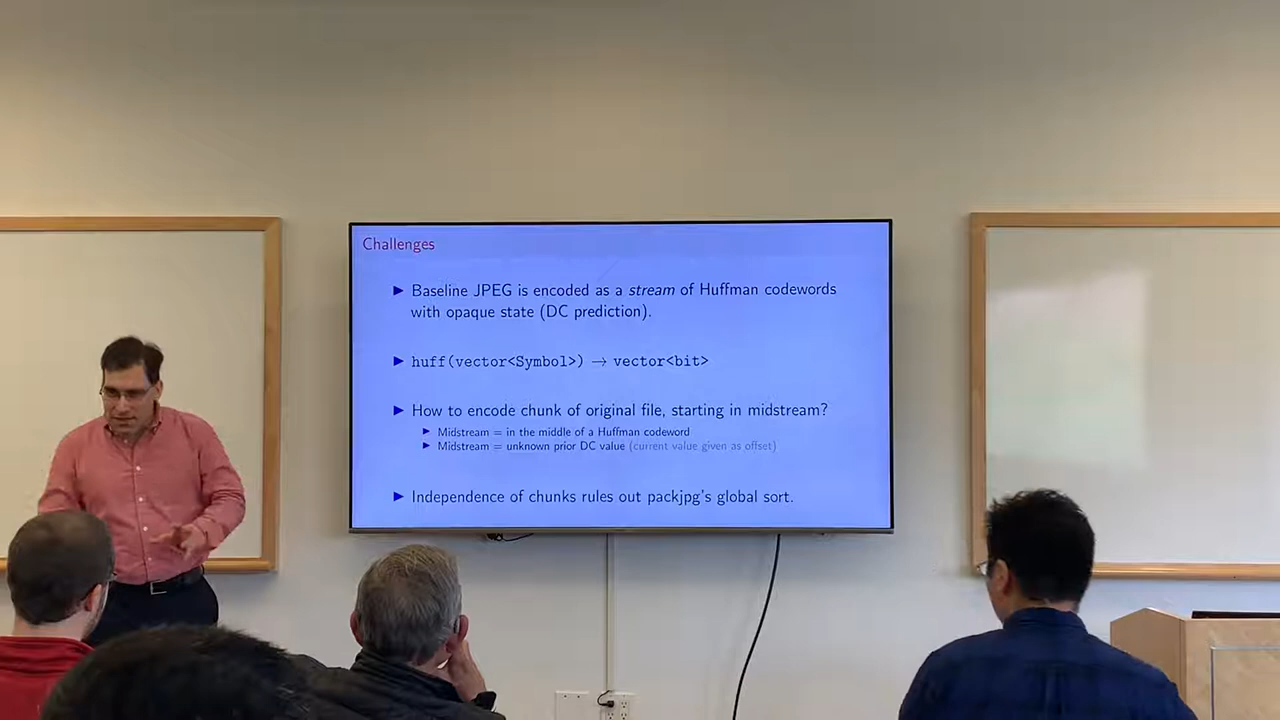 Challenges
▶ Baseline JPEG is encoded as a stream of Huffman codewords
with opaque state (DC prediction).
▶ huff(vector<Symbol>) → vector<bit>
▶ How to encode chunk of original file, starting in midstream?
▶ Midstream = in the middle of a Huffman codeword
▶ Midstream = unknown prior DC value (current value given as offset)
▶ Independence of chunks rules out packjpg's global sort.